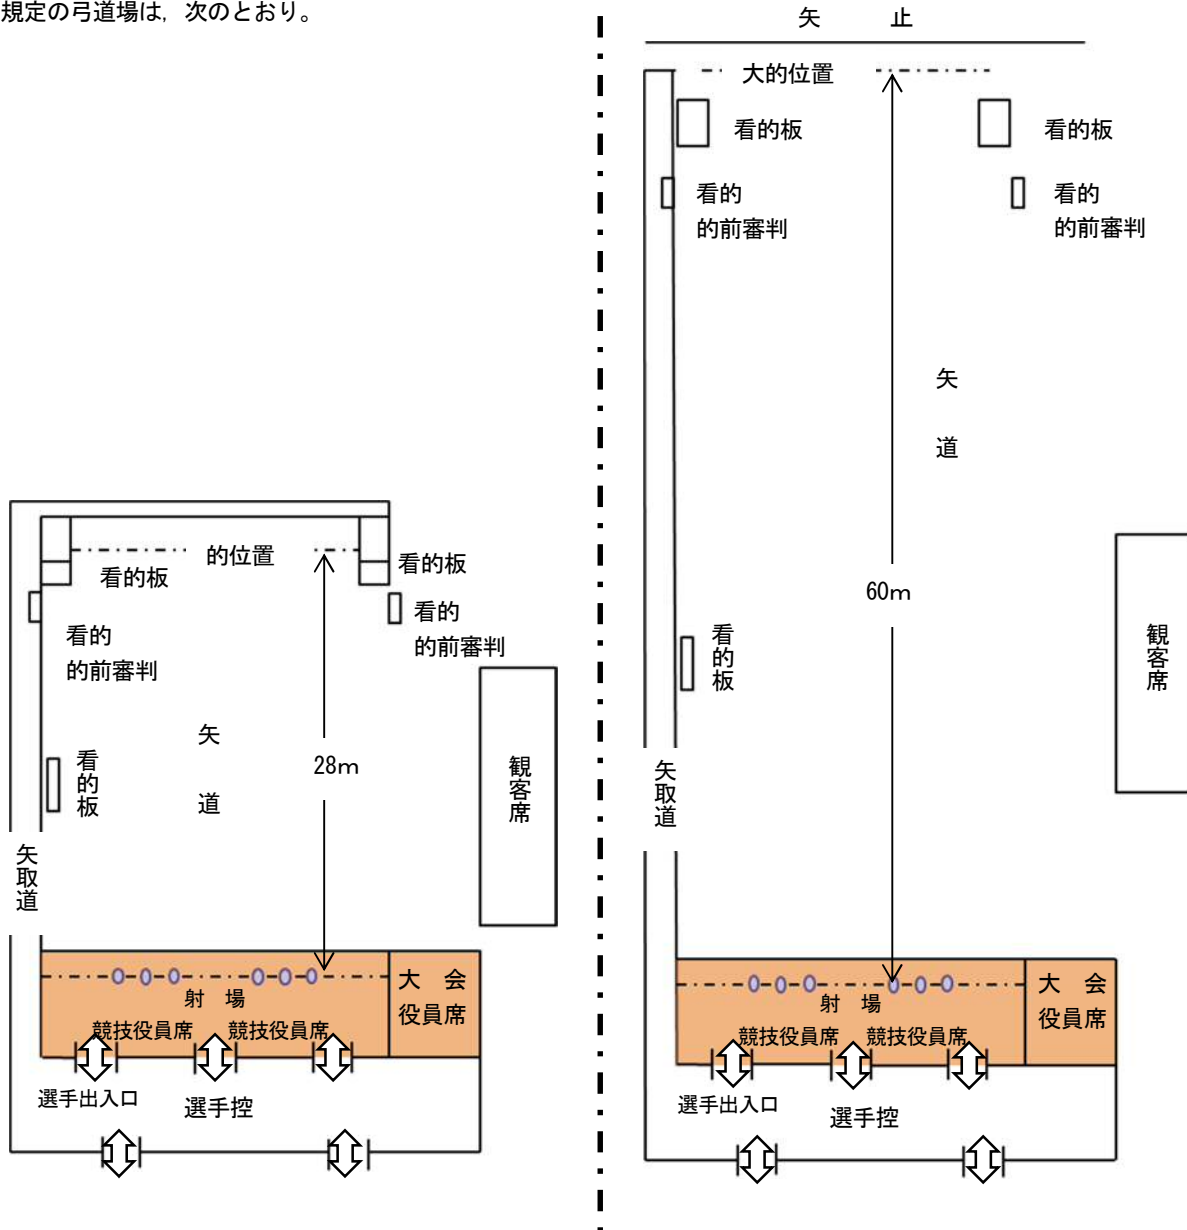 規定の弓道場は，次のとおり。
的位置
看的板
看的板
看的
的前審判
看的
的前審判
矢
道
28ｍ
看的板
観客席
矢取道
射　場
競技役員席
競技役員席
大　会
役員席
選手出入口
選手控
矢　　　止
大的位置
看的板
看的板
看的
的前審判
看的
的前審判
矢
道
60ｍ
看的板
観客席
矢取道
射　場
競技役員席
競技役員席
大　会
役員席
選手出入口
選手控